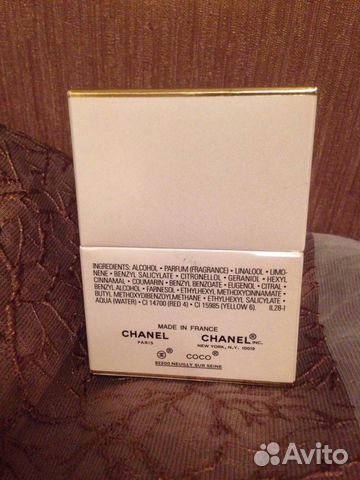 INGREDIENTS: ALCOHOL • PARFUM (FRAGRANCE) • LINALOOL • LIMO-
NENE • BENZYL SALICYLATE • CITRONELLOL • GERANIOL • HEXYL
CINNAMAL • COUMARIN • BENZYL BENZOATE • EUGENOL • CITRAL •
BENZYL ALCOHOL • FARNESOL • ETHYLHEXYL METHOXYCINNAMATE •
BUTYL METHOXYDIBENZOYLMETHANE • ETHYLHEXYL SALICYLATE •
AQUA (WATER) • CI 14700 (RED 4) • CI 15985 (YELLOW 6). IL28-I
MADE IN FRANCE
CHANEL CHANEL® INC.
PARIS NEW YORK, N.Y. 10019
® COCO®
92200 NEUILLY SUR SEINE
Avito